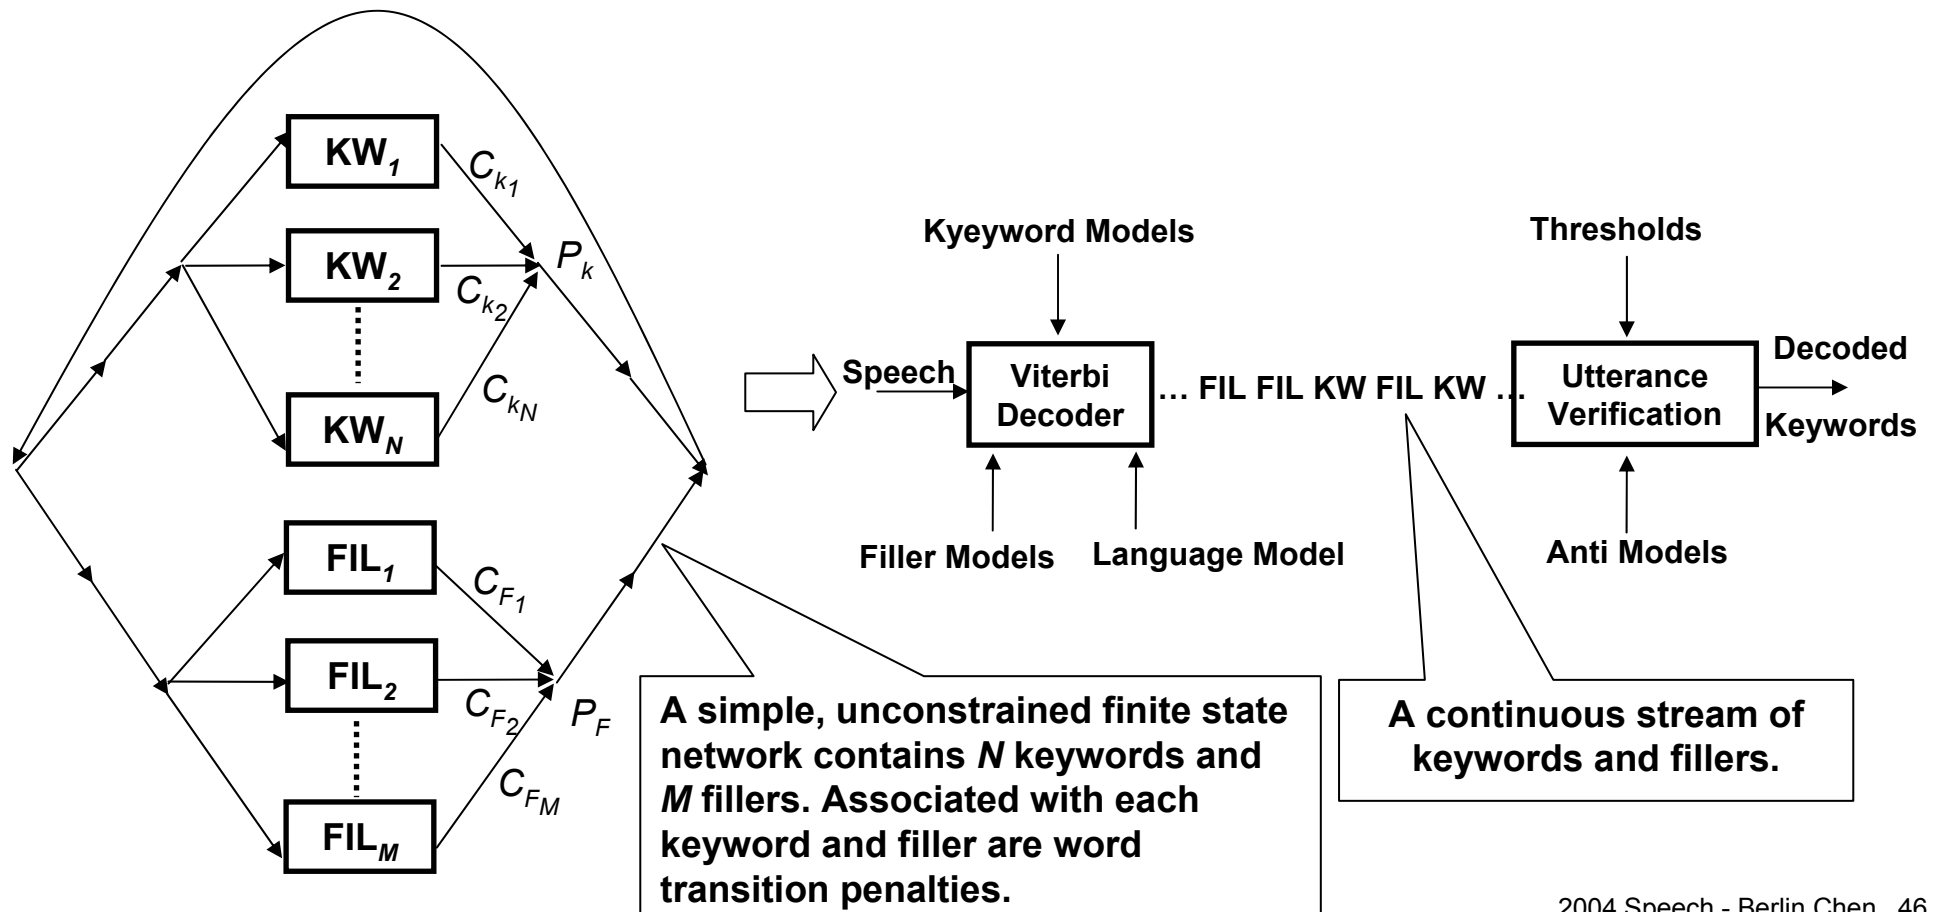 KW1
Ck1
KW2
Pk
Ck2
KWN
CkN
FIL1
CF1
FIL2
CF2
PF
FILM
CFM
Kyeyword Models
Thresholds
Speech
Viterbi
Decoder
... FIL FIL KW FIL KW ...
Utterance
Verification
Decoded
Keywords
Filler Models
Language Model
Anti Models
A simple, unconstrained finite state
network contains N keywords and
M fillers. Associated with each
keyword and filler are word
transition penalties.
A continuous stream of
keywords and fillers.
2004 Speech - Berlin Chen 46